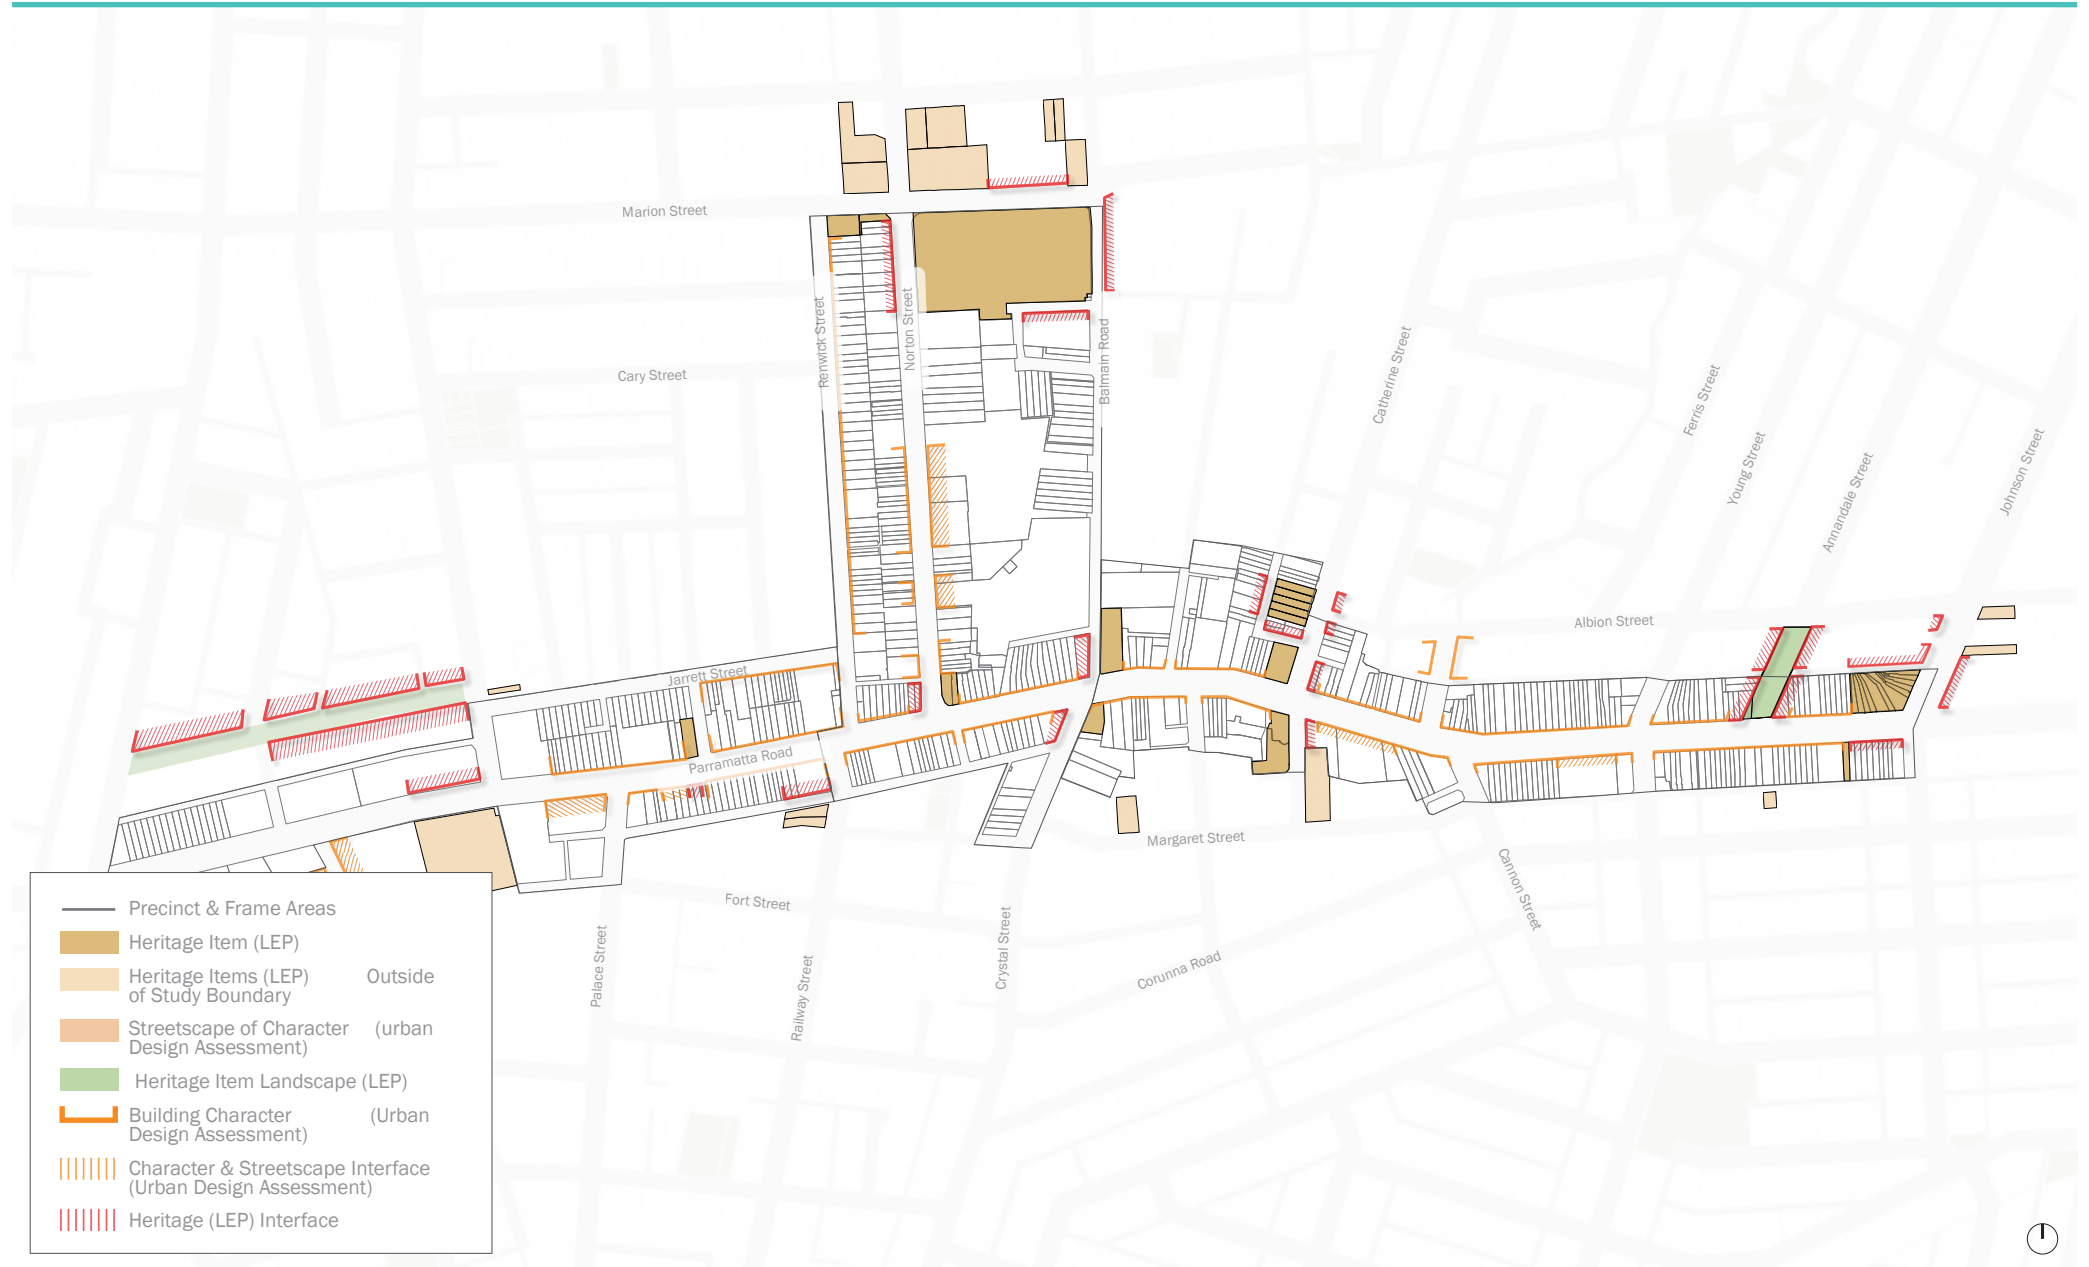 Marion Street
Cary Street
Renwick Street
Norton Street
Balmain Road
Catherine Street
Ferris Street
Young Street
Annandale Street
Johnson Street
Albion Street
Jarrett Street
Parramatta Road
Margaret Street
Fort Street
Palace Street
Railway Street
Crystal Street
Corunna Road
Cannon Street
Precinct & Frame Areas
Heritage Item (LEP)
Heritage Items (LEP) Outside
of Study Boundary
Streetscape of Character (urban
Design Assessment)
Heritage Item Landscape (LEP)
Building Character (Urban
Design Assessment)
Character & Streetscape Interface
(Urban Design Assessment)
Heritage (LEP) Interface